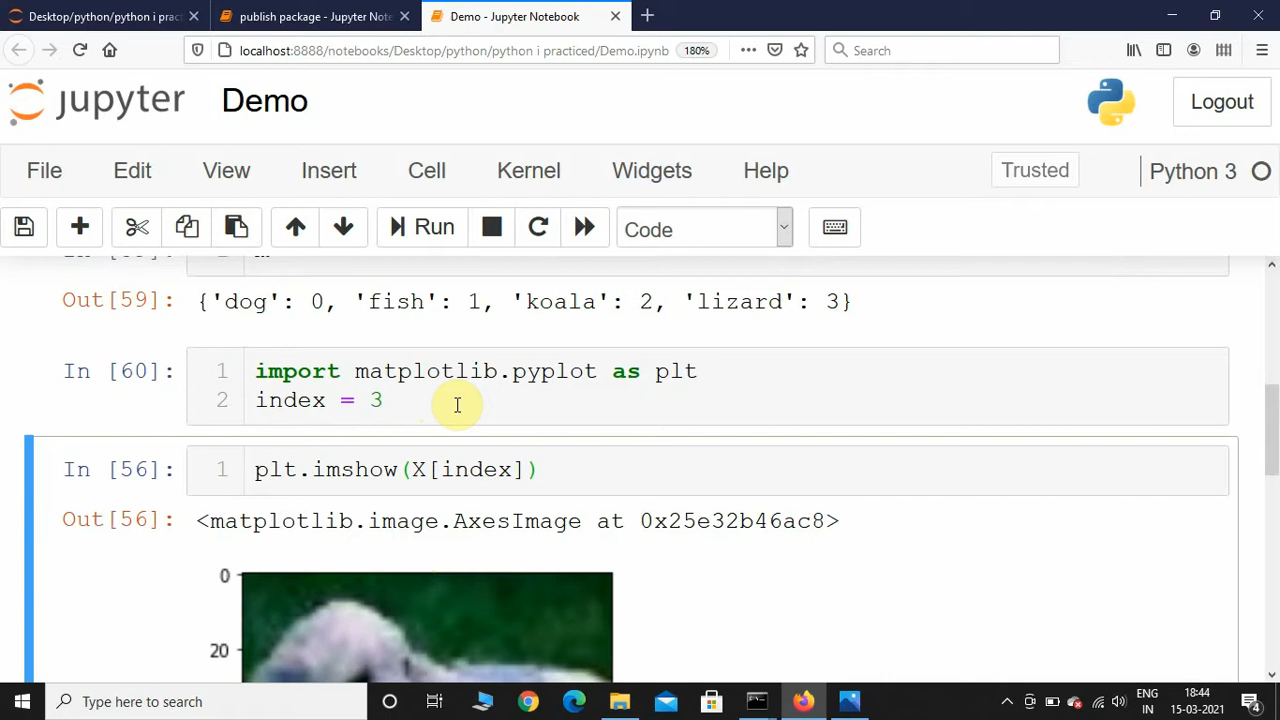 Desktop/python/python i pract
publish package - Jupyter Note
Demo - Jupyter Notebook
localhost:8888/notebooks/Desktop/python/python i practiced/Demo.ipynb
180%
Search
jupyter
Demo
Logout
File
Edit
View
Insert
Cell
Kernel
Widgets
Help
Trusted
Python 3
Run
Code
Out[59]: {'dog': 0, 'fish': 1, 'koala': 2, 'lizard': 3}
In [60]: 1 import matplotlib.pyplot as plt
2 index = 3
In [56]: 1 plt.imshow(X[index])
Out[56]: <matplotlib.image.AxesImage at 0x25e32b46ac8>
0
20
Type here to search
ENG
IN
18:44
15-03-2021
4